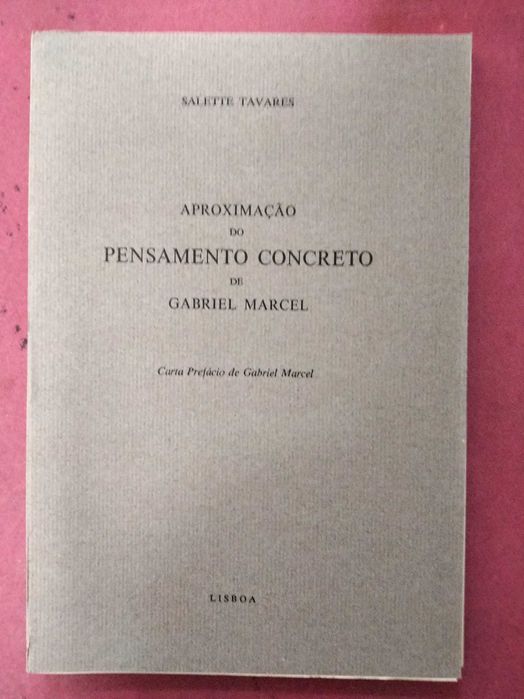 SALETTE TAVARES
APROXIMAÇÃO
DO
PENSAMENTO CONCRETO
DE
GABRIEL MARCEL
Carta Prefácio de Gabriel Marcel
LISBOA